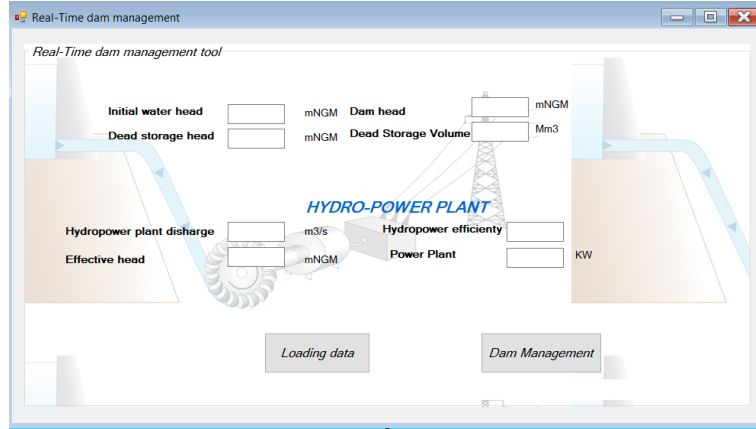 Real-Time dam management
Real-Time dam management tool
Initial water head mNGM Dam head mNGM
Dead storage head mNGM Dead Storage Volume Mm3
HYDRO-POWER PLANT
Hydropower plant disharge m3/s Hydropower efficienty
Effective head mNGM Power Plant KW
Loading data Dam Management